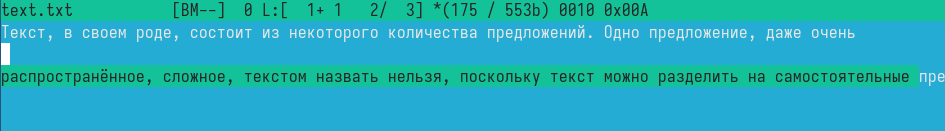 text.txt [BM--] 0 L:[ 1+ 1 2/ 3] *(175 / 553b) 0010 0x00A
Текст, в своем роде, состоит из некоторого количества предложений. Одно предложение, даже очень
распространённое, сложное, текстом назвать нельзя, поскольку текст можно разделить на самостоятельные пре